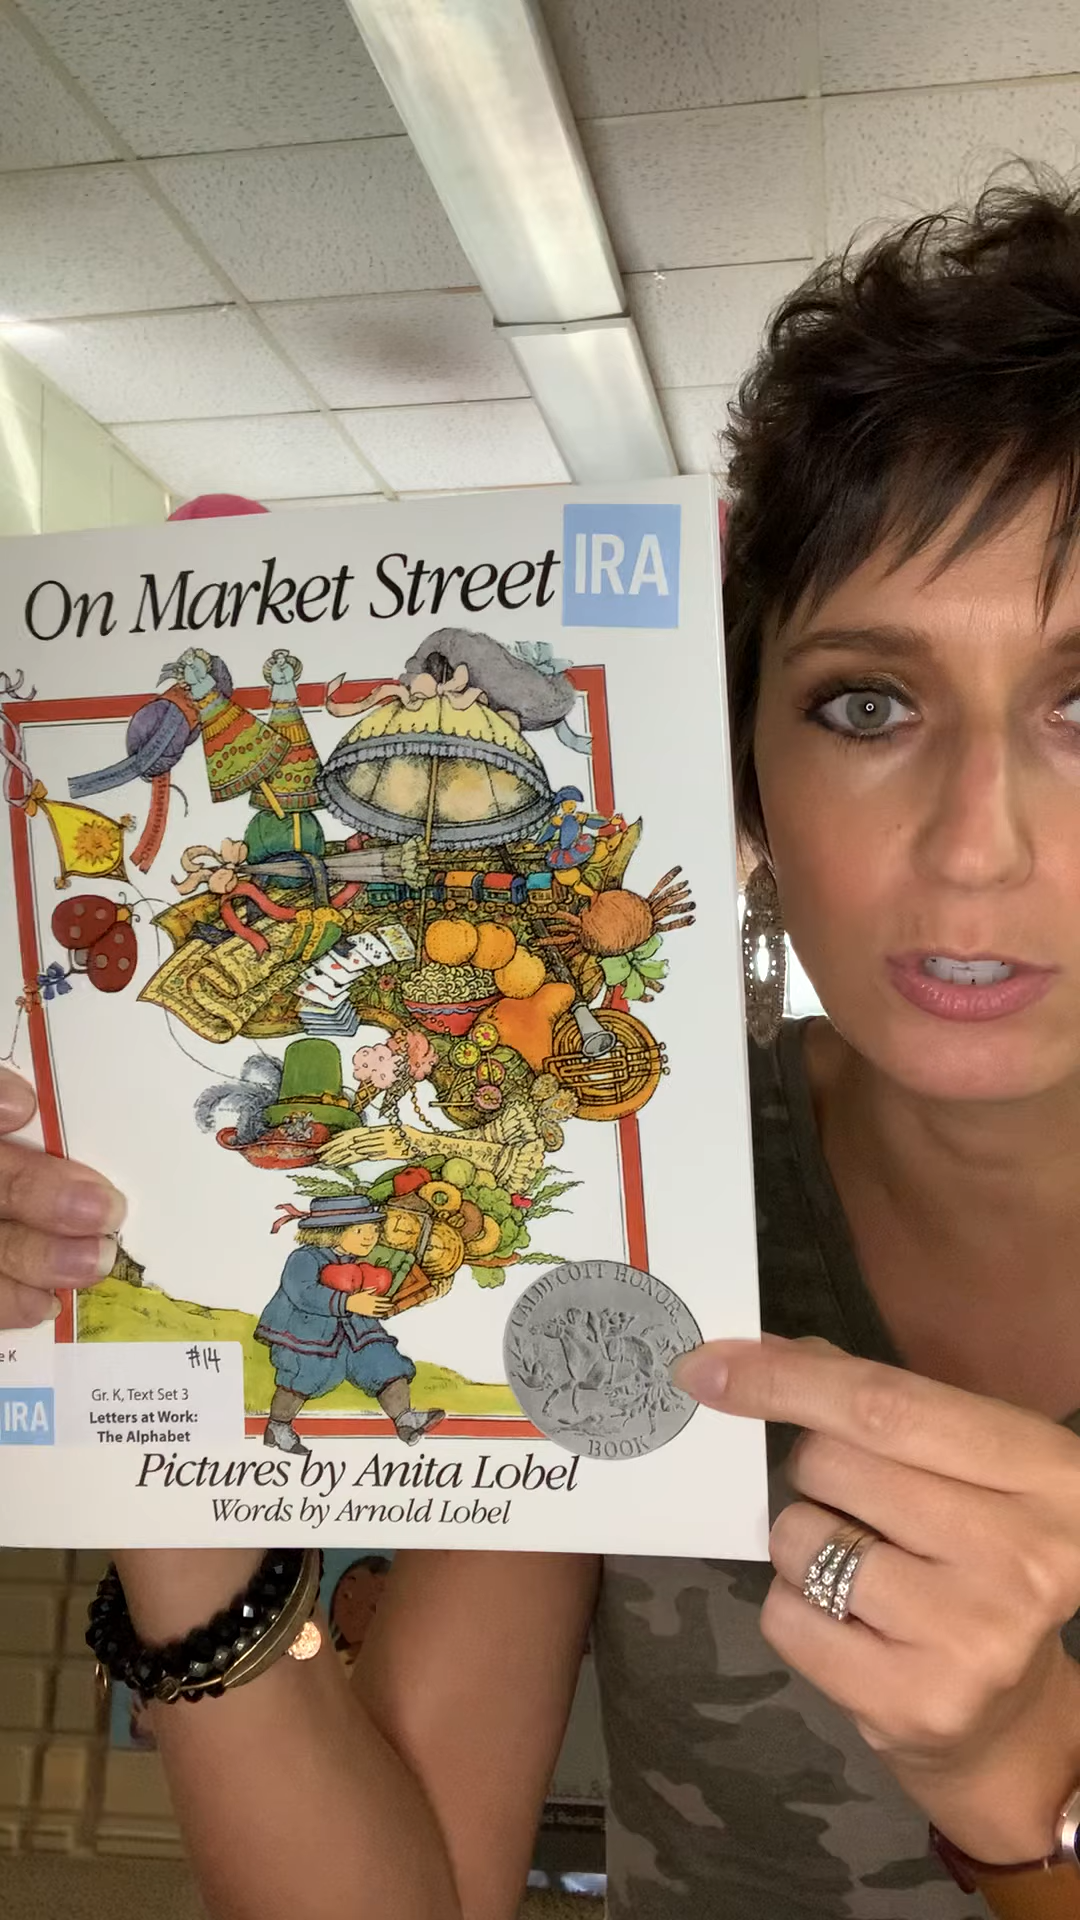 On Market Street
IRA
CALDECOTT HONOR
BOOK
e K
#14
IRA
Gr. K, Text Set 3
Letters at Work:
The Alphabet
Pictures by Anita Lobel
Words by Arnold Lobel